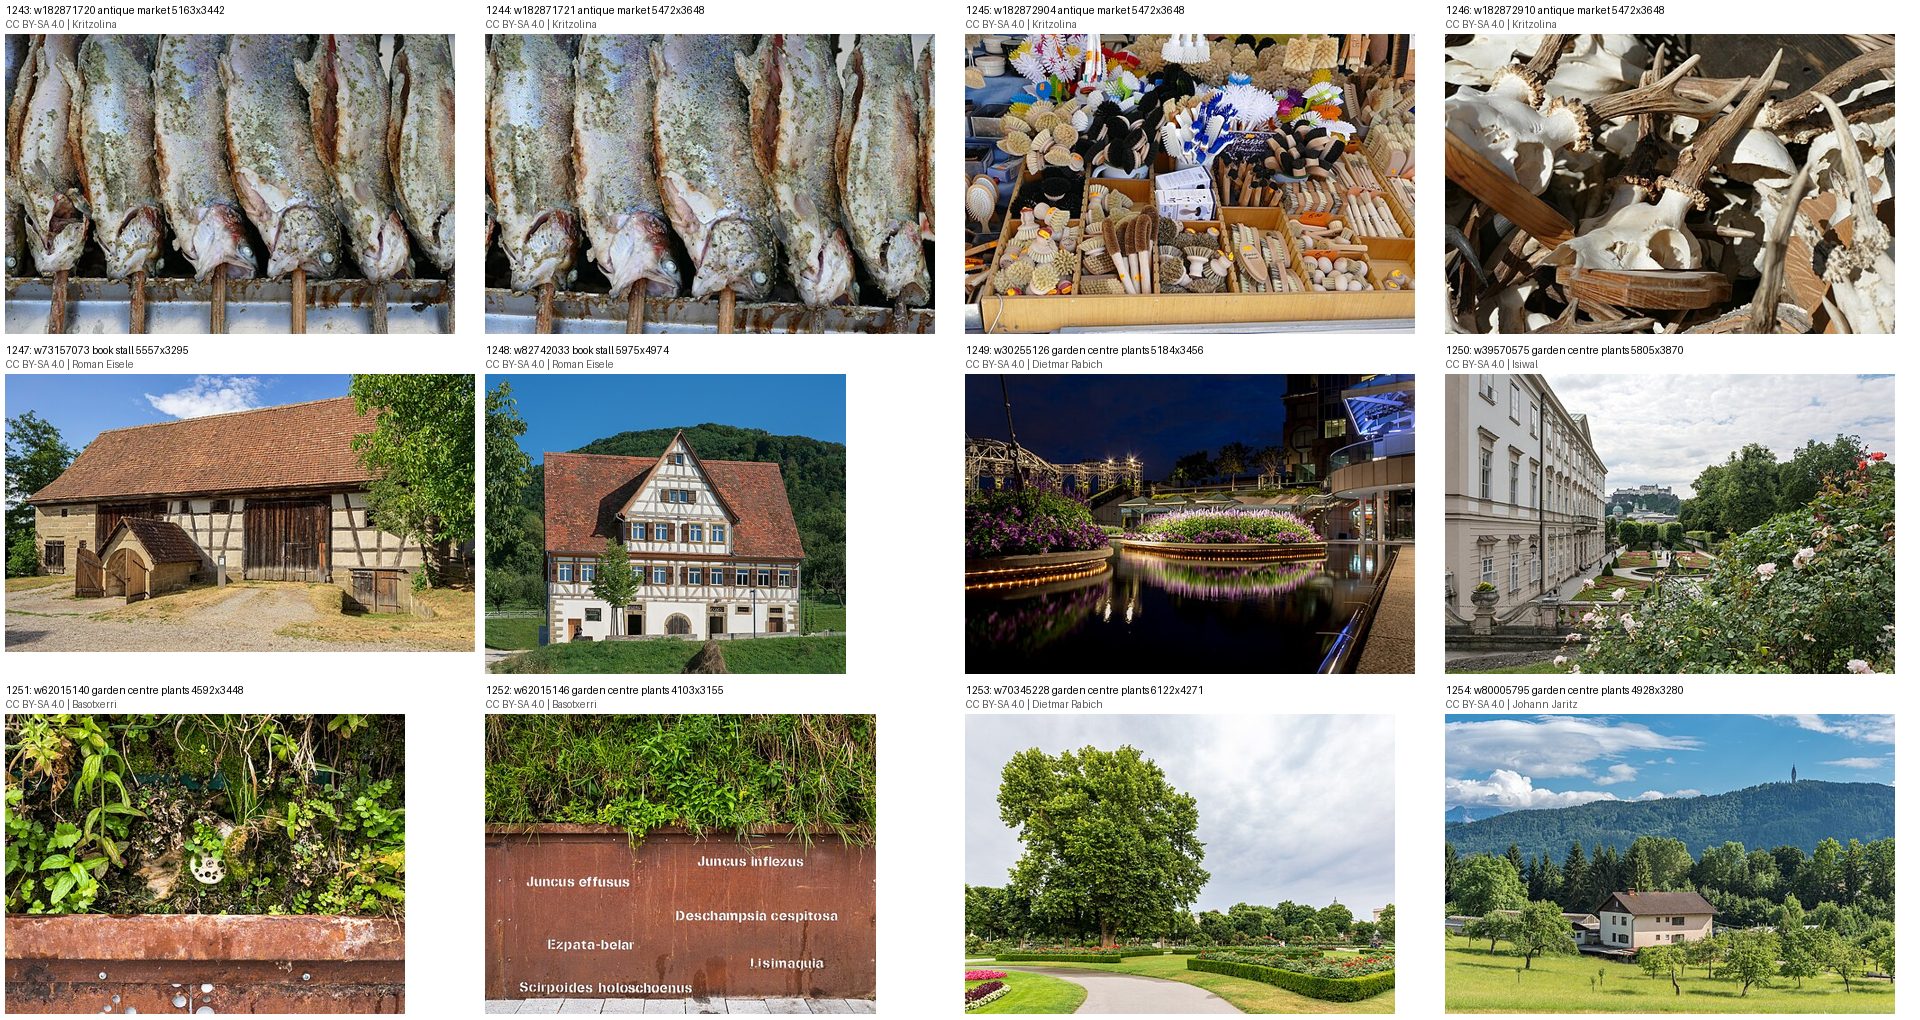 1243: w182871720 antique market 5163x3442
CC BY-SA 4.0 | Kritzolina
1244: w182871721 antique market 5472x3648
CC BY-SA 4.0 | Kritzolina
1245: w182872904 antique market 5472x3648
CC BY-SA 4.0 | Kritzolina
1246: w182872910 antique market 5472x3648
CC BY-SA 4.0 | Kritzolina
1247: w73157073 book stall 5557x3295
CC BY-SA 4.0 | Roman Eisele
1248: w82742033 book stall 5975x4974
CC BY-SA 4.0 | Roman Eisele
1249: w30255126 garden centre plants 5184x3456
CC BY-SA 4.0 | Dietmar Rabich
1250: w39570575 garden centre plants 5805x3870
CC BY-SA 4.0 | Isiwal
1251: w62015140 garden centre plants 4592x3448
CC BY-SA 4.0 | Basotxerri
1252: w62015146 garden centre plants 4103x3155
CC BY-SA 4.0 | Basotxerri
1253: w70345228 garden centre plants 6122x4271
CC BY-SA 4.0 | Dietmar Rabich
1254: w80005795 garden centre plants 4928x3280
CC BY-SA 4.0 | Johann Jaritz
Juncus inflexus
Juncus effusus
Deschampsia cespitosa
Ezpata-belar
Lisimaquia
Scirpoides holoschoenus